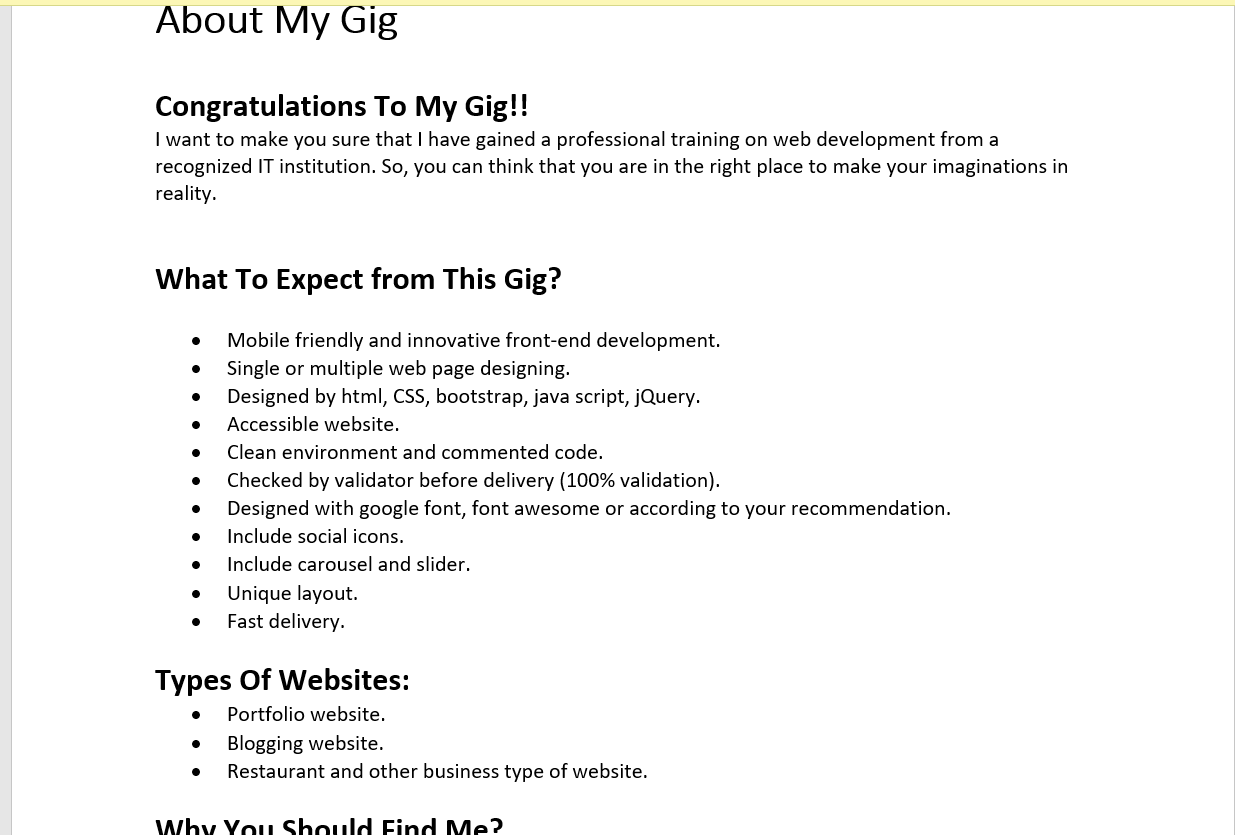 About My Gig
Congratulations To My Gig!!
I want to make you sure that I have gained a professional training on web development from a
recognized IT institution. So, you can think that you are in the right place to make your imaginations in
reality.
What To Expect from This Gig?
• Mobile friendly and innovative front-end development.
• Single or multiple web page designing.
• Designed by html, CSS, bootstrap, java script, jQuery.
• Accessible website.
• Clean environment and commented code.
• Checked by validator before delivery (100% validation).
• Designed with google font, font awesome or according to your recommendation.
• Include social icons.
• Include carousel and slider.
• Unique layout.
• Fast delivery.
Types Of Websites:
• Portfolio website.
• Blogging website.
• Restaurant and other business type of website.
Why You Should Find Me?